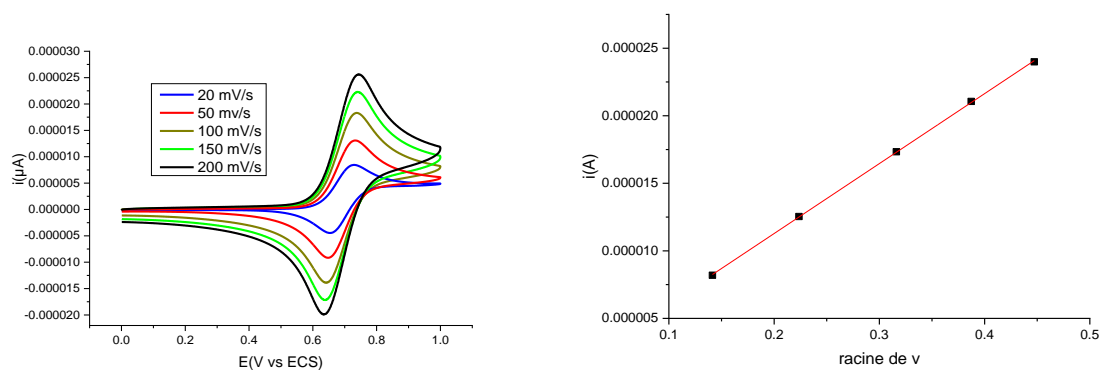 0.000030
0.000025
0.000020
0.000015
0.000010
0.000005
0.000000
-0.000005
-0.000010
-0.000015
-0.000020
i(µA)
20 mV/s
50 mv/s
100 mV/s
150 mV/s
200 mV/s
0.0 0.2 0.4 0.6 0.8 1.0
E(V vs ECS)
0.000025
0.000020
0.000015
0.000010
0.000005
i(A)
0.1 0.2 0.3 0.4 0.5
racine de v